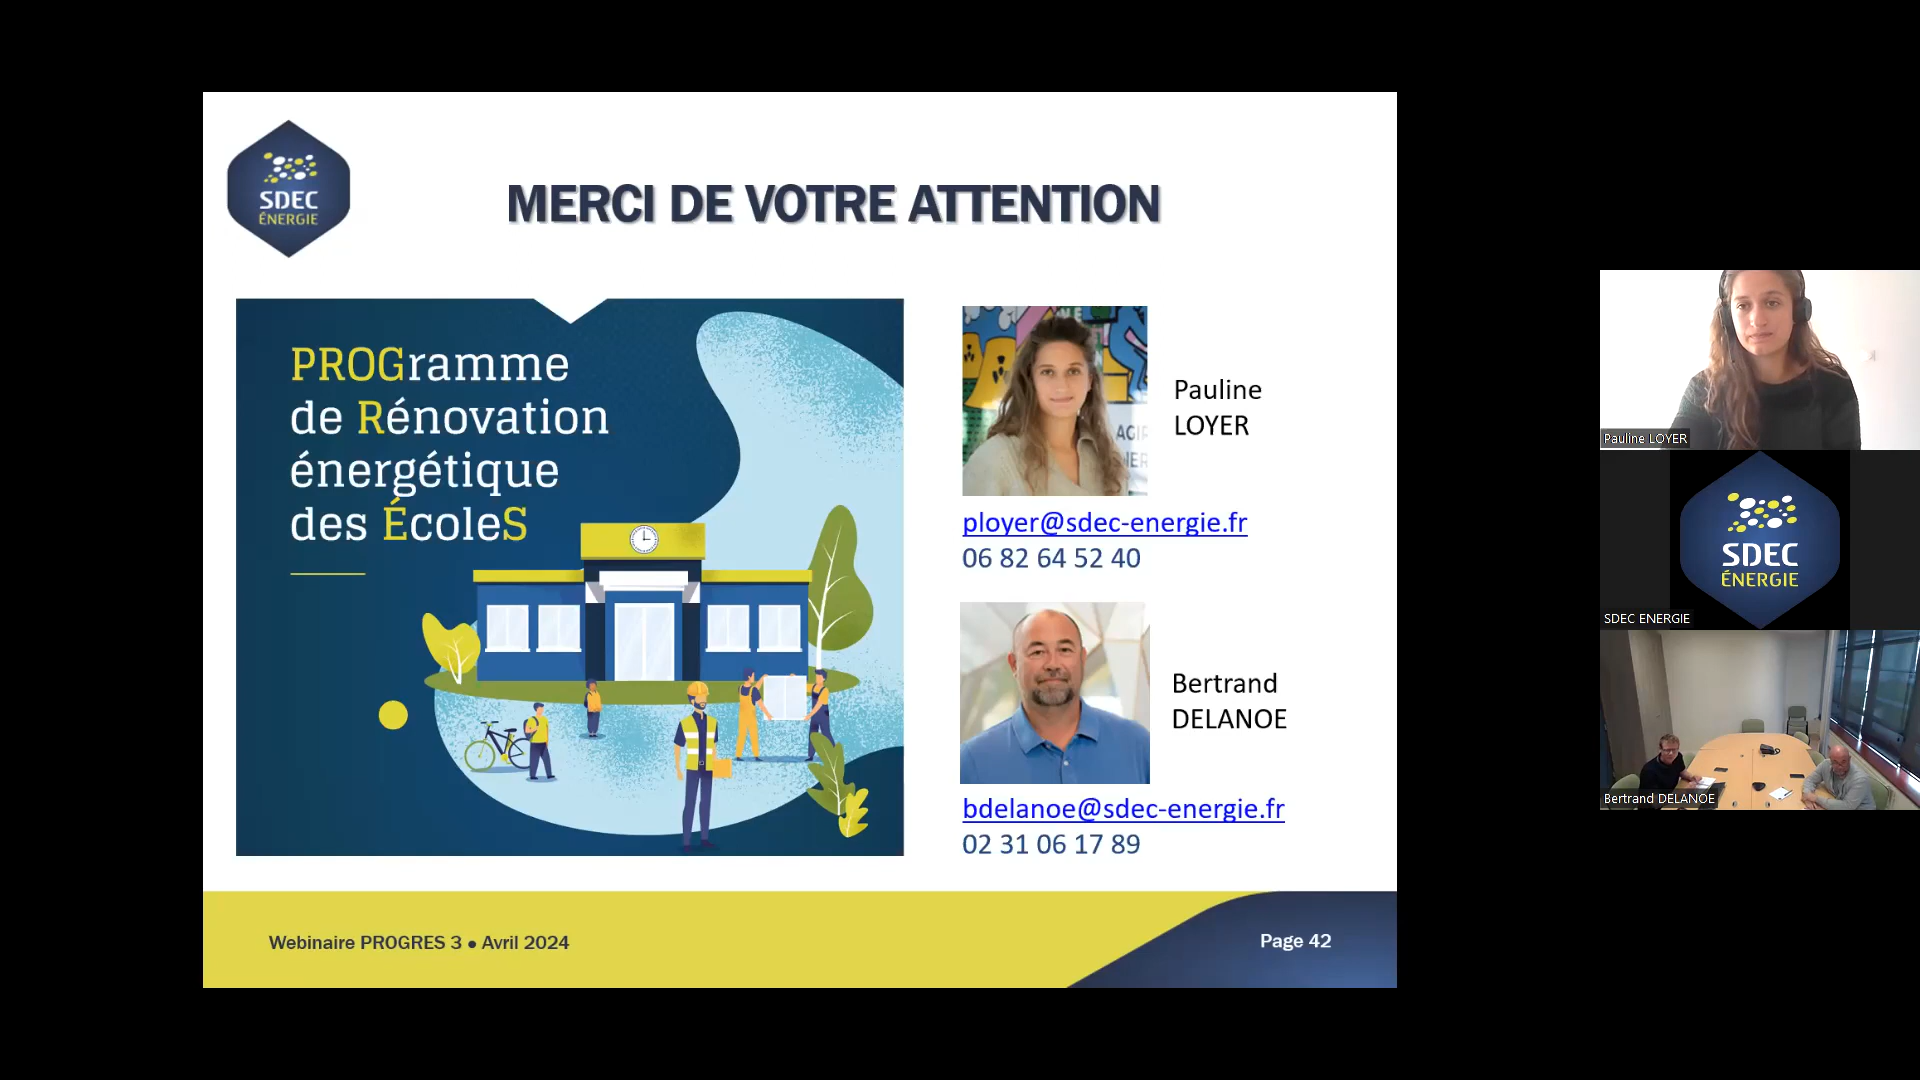 SDEC
ÉNERGIE
MERCI DE VOTRE ATTENTION
PROGramme
de Rénovation
énergétique
des ÉcoleS
Pauline
LOYER
ployer@sdec-energie.fr
06 82 64 52 40
Bertrand
DELANOE
bdelanoe@sdec-energie.fr
02 31 06 17 89
Webinaire PROGRES 3 • Avril 2024
Page 42
Pauline LOYER
SDEC
ÉNERGIE
SDEC ENERGIE
Bertrand DELANOE